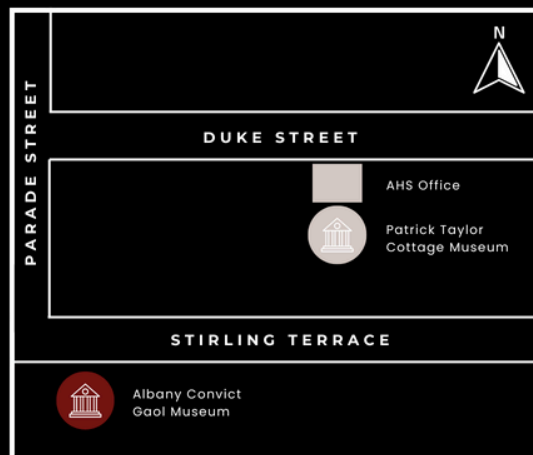 N
PARADE STREET
DUKE STREET
AHS Office
Patrick Taylor
Cottage Museum
STIRLING TERRACE
Albany Convict
Gaol Museum